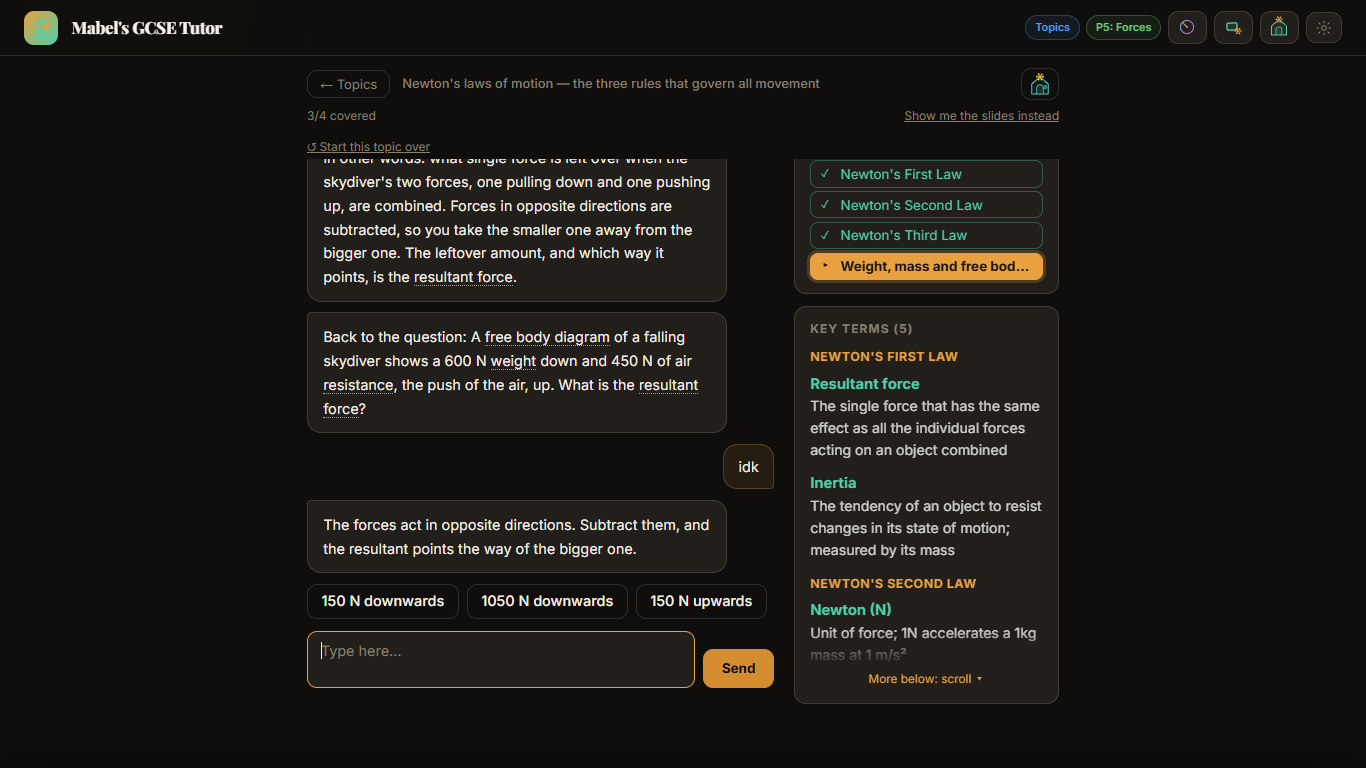 Mabel's GCSE Tutor
Topics
P5: Forces
← Topics
Newton's laws of motion — the three rules that govern all movement
3/4 covered
Show me the slides instead
↺ Start this topic over
In other words: what single force is left over when the
skydiver's two forces, one pulling down and one pushing
up, are combined. Forces in opposite directions are
subtracted, so you take the smaller one away from the
bigger one. The leftover amount, and which way it
points, is the resultant force.
Back to the question: A free body diagram of a falling
skydiver shows a 600 N weight down and 450 N of air
resistance, the push of the air, up. What is the resultant
force?
idk
The forces act in opposite directions. Subtract them, and
the resultant points the way of the bigger one.
150 N downwards
1050 N downwards
150 N upwards
Type here...
Send
✓ Newton's First Law
✓ Newton's Second Law
✓ Newton's Third Law
‣ Weight, mass and free bod...
KEY TERMS (5)
NEWTON'S FIRST LAW
Resultant force
The single force that has the same
effect as all the individual forces
acting on an object combined
Inertia
The tendency of an object to resist
changes in its state of motion;
measured by its mass
NEWTON'S SECOND LAW
Newton (N)
Unit of force; 1N accelerates a 1kg
mass at 1 m/s²
More below: scroll ▾